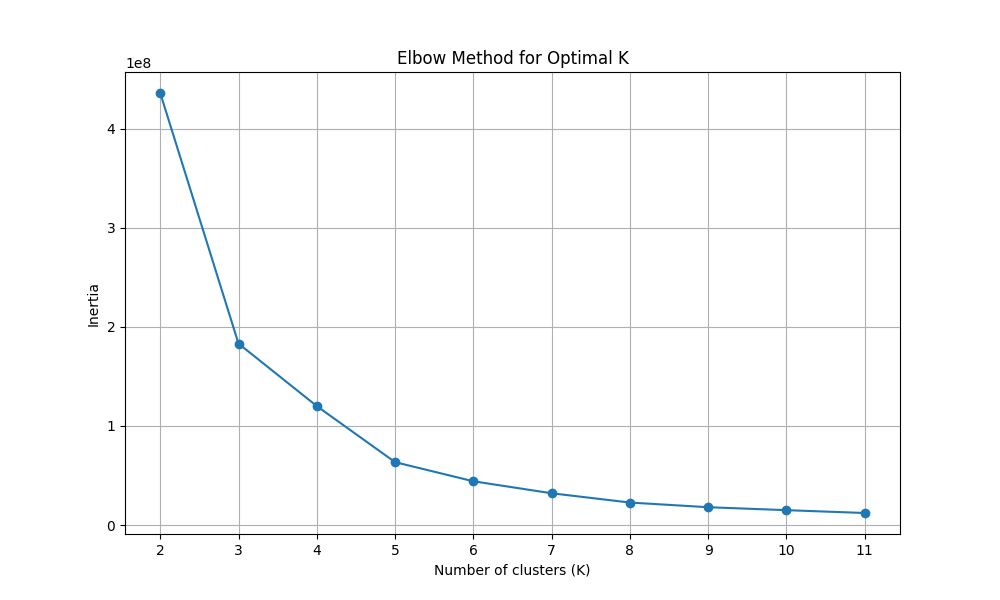 Elbow Method for Optimal K
1e8
4
3
2
1
0
Inertia
2 3 4 5 6 7 8 9 10 11
Number of clusters (K)